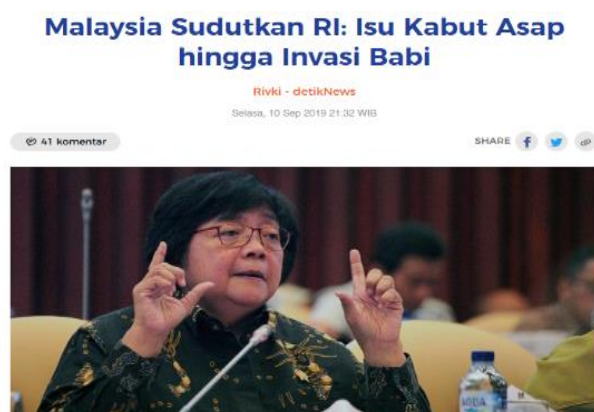 Malaysia Sudutkan RI: Isu Kabut Asap
hingga Invasi Babi
Rivki - detikNews
Selasa, 10 Sep 2019 21:32 WIB
41 komentar
SHARE